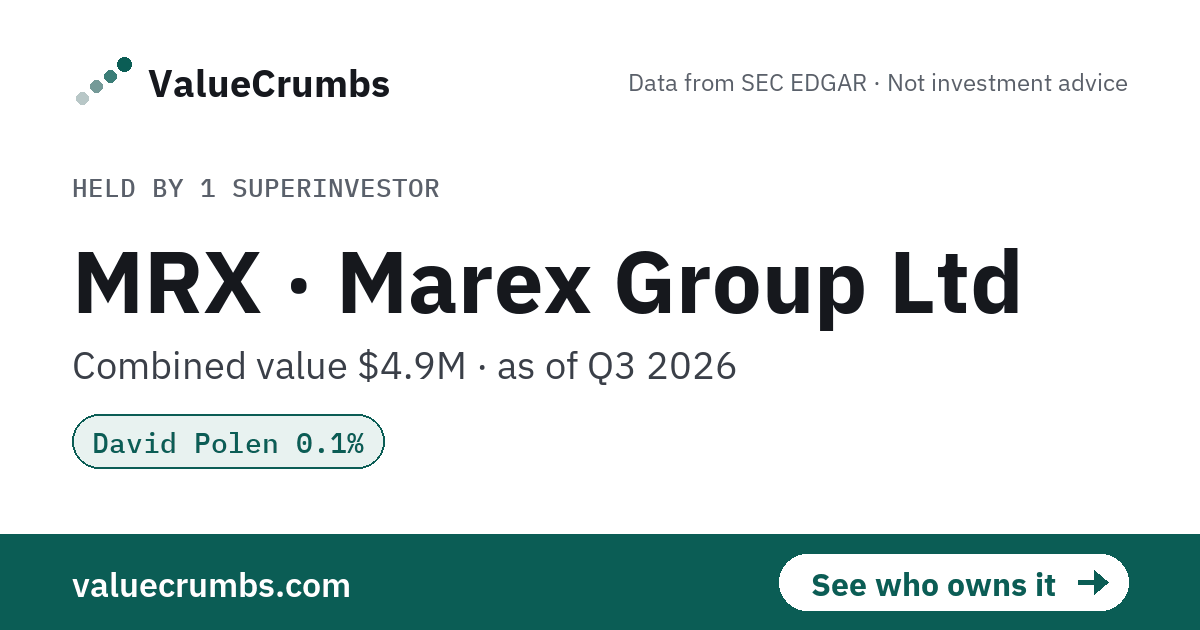 ValueCrumbs
Data from SEC EDGAR · Not investment advice
HELD BY 1 SUPERINVESTOR
MRX · Marex Group Ltd
Combined value $4.9M · as of Q3 2026
David Polen 0.1%
valuecrumbs.com
See who owns it →